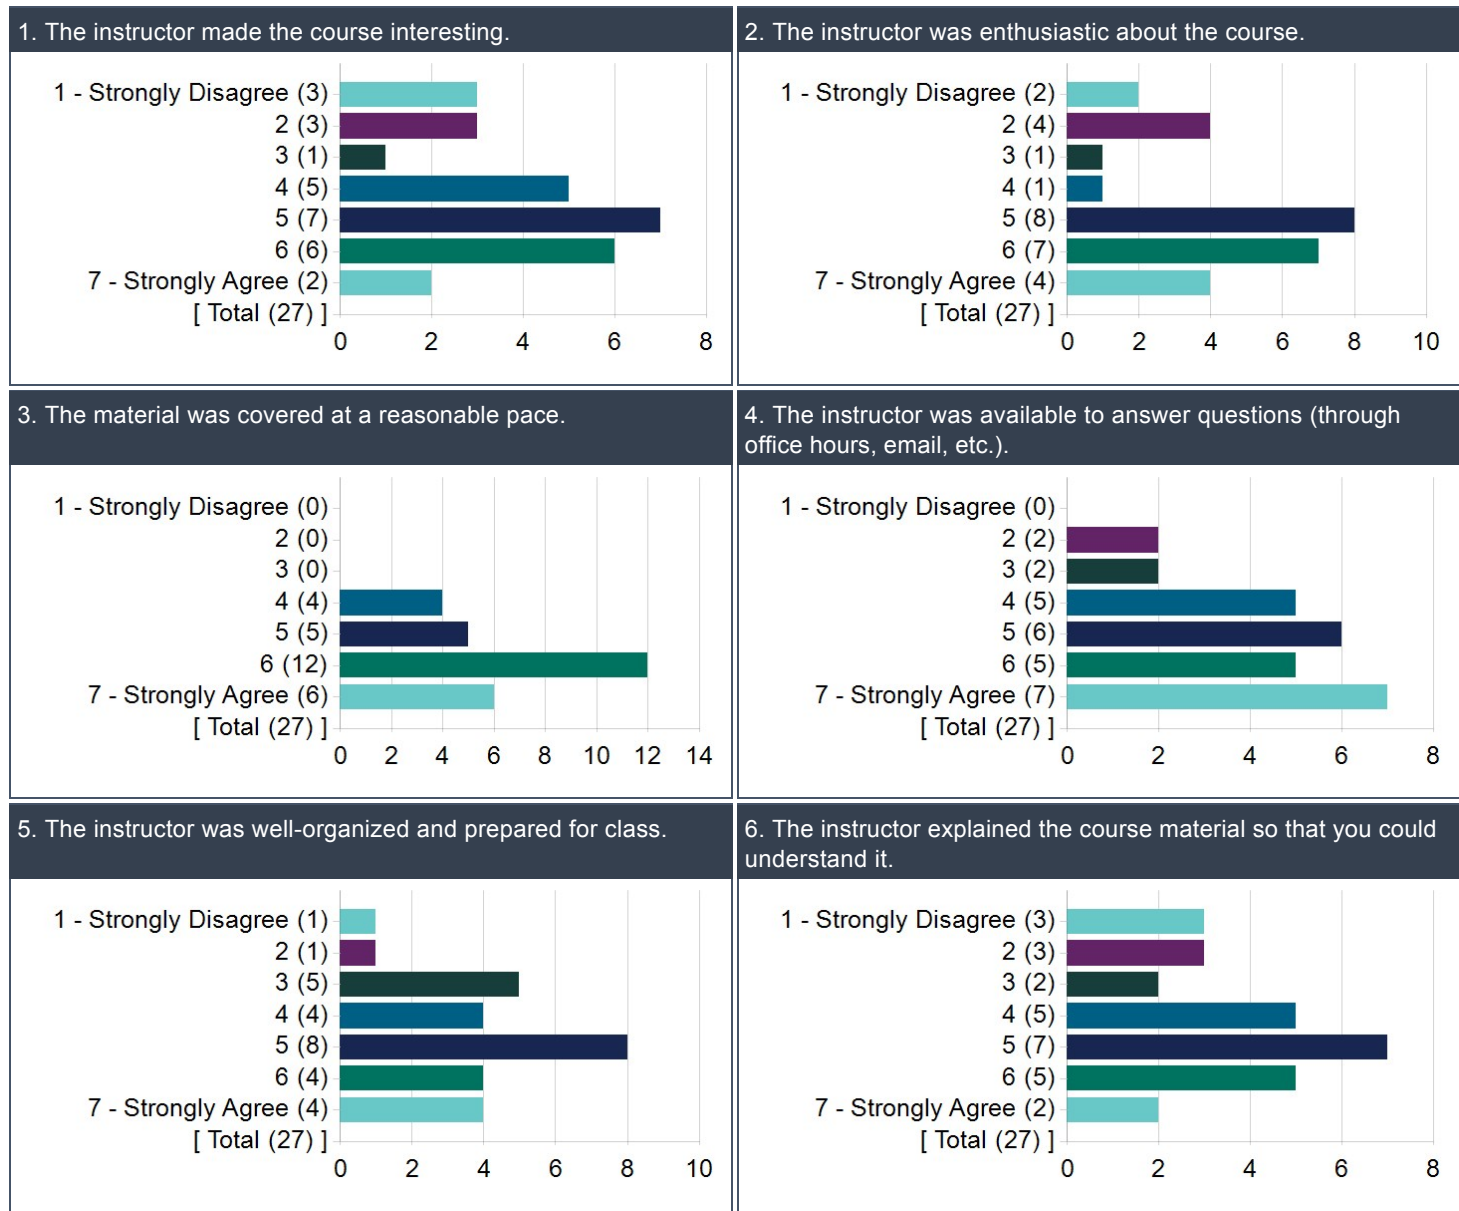 1. The instructor made the course interesting.
1 - Strongly Disagree (3)
2 (3)
3 (1)
4 (5)
5 (7)
6 (6)
7 - Strongly Agree (2)
[ Total (27) ]
0 2 4 6 8
2. The instructor was enthusiastic about the course.
1 - Strongly Disagree (2)
2 (4)
3 (1)
4 (1)
5 (8)
6 (7)
7 - Strongly Agree (4)
[ Total (27) ]
0 2 4 6 8 10
3. The material was covered at a reasonable pace.
1 - Strongly Disagree (0)
2 (0)
3 (0)
4 (4)
5 (5)
6 (12)
7 - Strongly Agree (6)
[ Total (27) ]
0 2 4 6 8 10 12 14
4. The instructor was available to answer questions (through
office hours, email, etc.).
1 - Strongly Disagree (0)
2 (2)
3 (2)
4 (5)
5 (6)
6 (5)
7 - Strongly Agree (7)
[ Total (27) ]
0 2 4 6 8
5. The instructor was well-organized and prepared for class.
1 - Strongly Disagree (1)
2 (1)
3 (5)
4 (4)
5 (8)
6 (4)
7 - Strongly Agree (4)
[ Total (27) ]
0 2 4 6 8 10
6. The instructor explained the course material so that you could
understand it.
1 - Strongly Disagree (3)
2 (3)
3 (2)
4 (5)
5 (7)
6 (5)
7 - Strongly Agree (2)
[ Total (27) ]
0 2 4 6 8